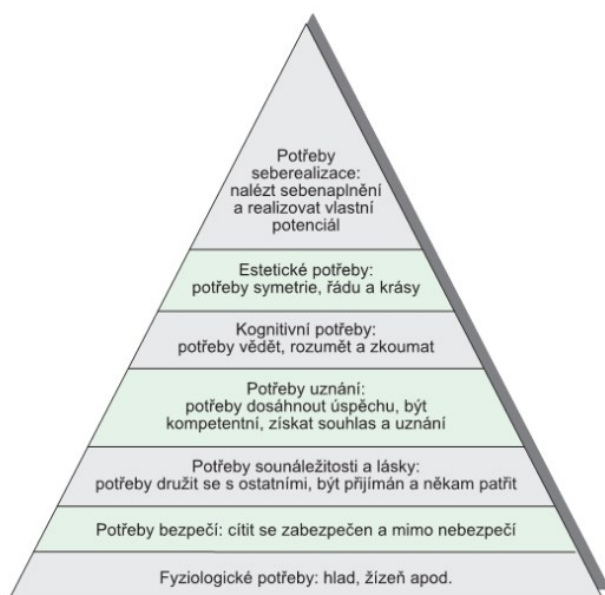 Potřeby
seberealizace:
nalézt sebenaplnění
a realizovat vlastní
potenciál
Estetické potřeby:
potřeby symetrie, řádu a krásy
Kognitivní potřeby:
potřeby vědět, rozumět a zkoumat
Potřeby uznání:
potřeby dosáhnout úspěchu, být
kompetentní, získat souhlas a uznání
Potřeby sounáležitosti a lásky:
potřeby družit se s ostatními, být přijímán a někam patřit
Potřeby bezpečí: cítit se zabezpečen a mimo nebezpečí
Fyziologické potřeby: hlad, žízeň apod.